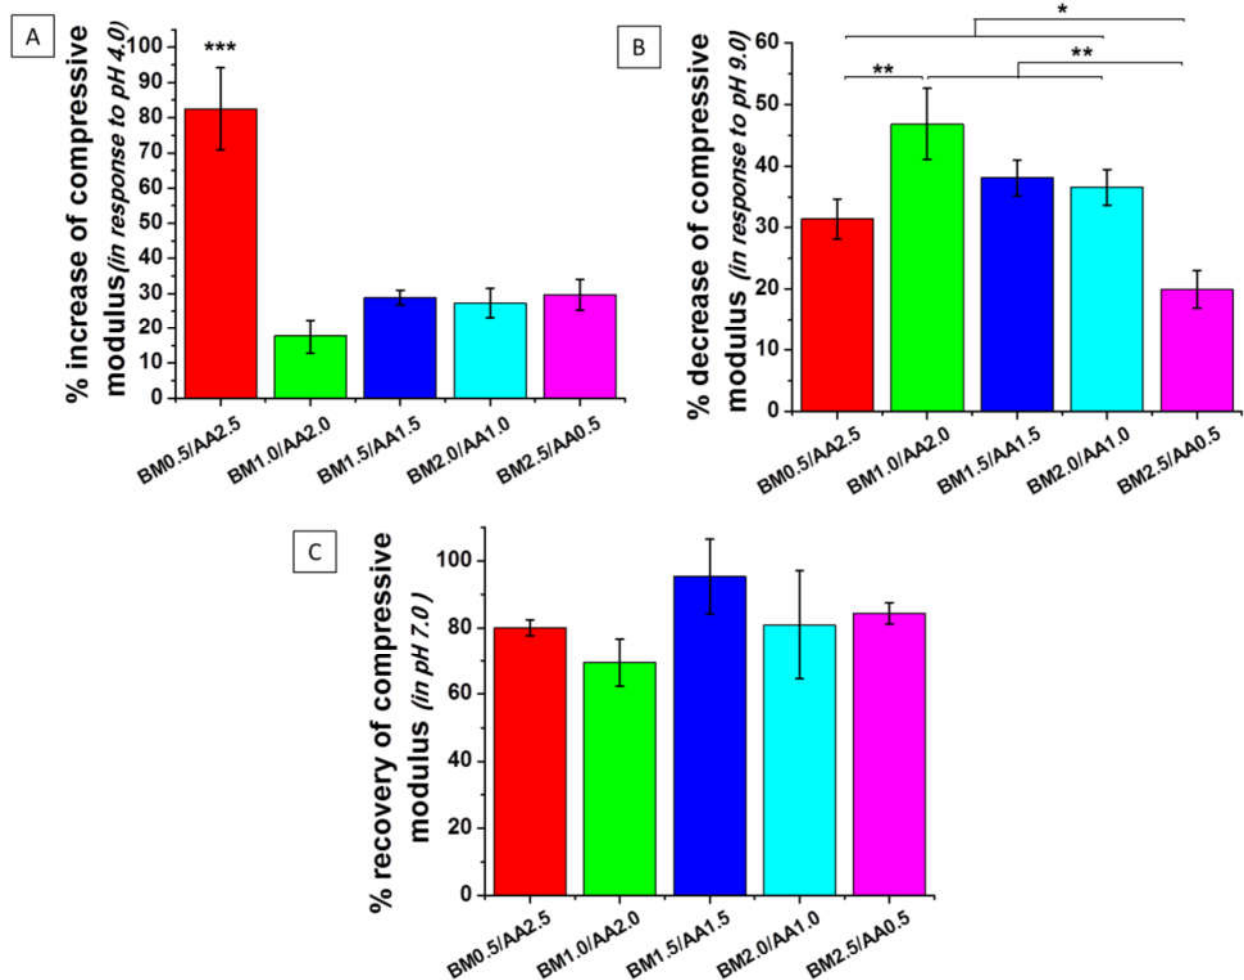 A
% increase of compressive
modulus (in response to pH 4.0)
100
90
80
70
60
50
40
30
20
10
0
***
BM0.5/AA2.5
BM1.0/AA2.0
BM1.5/AA1.5
BM2.0/AA1.0
BM2.5/AA0.5
B
% decrease of compressive
modulus (in response to pH 9.0)
60
50
40
30
20
10
0
*
**
**
BM0.5/AA2.5
BM1.0/AA2.0
BM1.5/AA1.5
BM2.0/AA1.0
BM2.5/AA0.5
C
% recovery of compressive
modulus (in pH 7.0 )
100
80
60
40
20
0
BM0.5/AA2.5
BM1.0/AA2.0
BM1.5/AA1.5
BM2.0/AA1.0
BM2.5/AA0.5